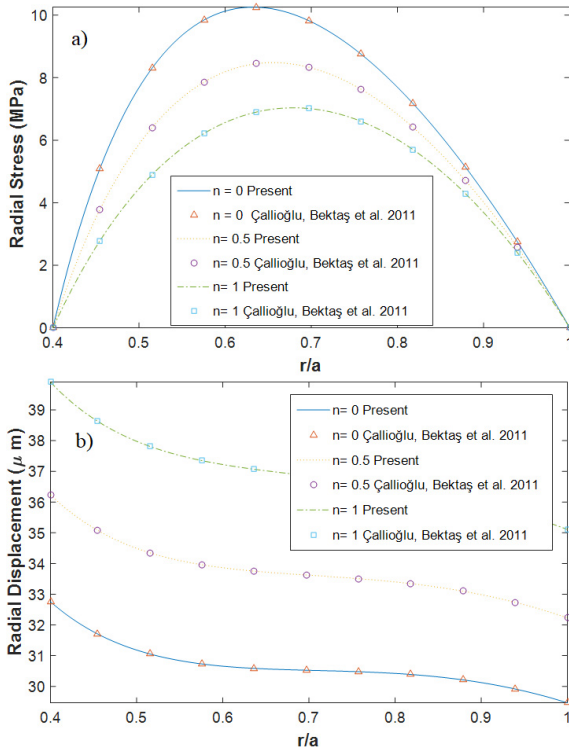 a)
10
8
6
4
2
0
Radial Stress (MPa)
n = 0 Present
n = 0 Çallioğlu, Bektaş et al. 2011
n= 0.5 Present
n= 0.5 Çallioğlu, Bektaş et al. 2011
n= 1 Present
n= 1 Çallioğlu, Bektaş et al. 2011
0.4 0.5 0.6 0.7 0.8 0.9 1
r/a
b)
39
38
37
36
35
34
33
32
31
30
Radial Displacement (μ m)
n= 0 Present
n= 0 Çallioğlu, Bektaş et al. 2011
n= 0.5 Present
n= 0.5 Çallioğlu, Bektaş et al. 2011
n= 1 Present
n= 1 Çallioğlu, Bektaş et al. 2011
0.4 0.5 0.6 0.7 0.8 0.9 1
r/a